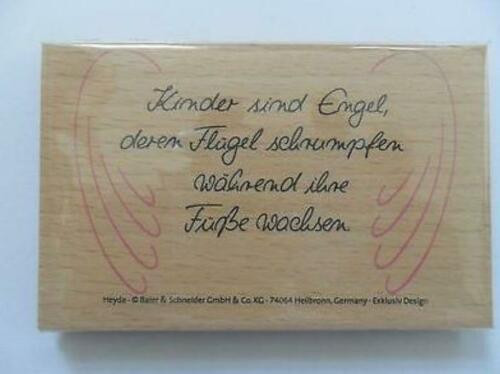 Kinder sind Engel,
deren Flügel schrumpfen
während ihre
Füße wachsen.
Heyda - © Baier & Schneider GmbH & Co. KG - 74064 Heilbronn, Germany - Exklusiv Design